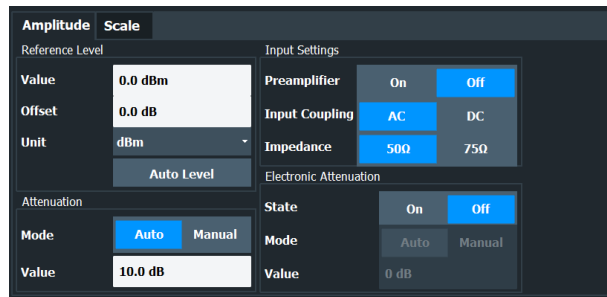 Amplitude Scale
Reference Level
Value 0.0 dBm
Offset 0.0 dB
Unit dBm
Auto Level
Attenuation
Mode Auto Manual
Value 10.0 dB
Input Settings
Preamplifier On Off
Input Coupling AC DC
Impedance 50Ω 75Ω
Electronic Attenuation
State On Off
Mode Auto Manual
Value 0 dB